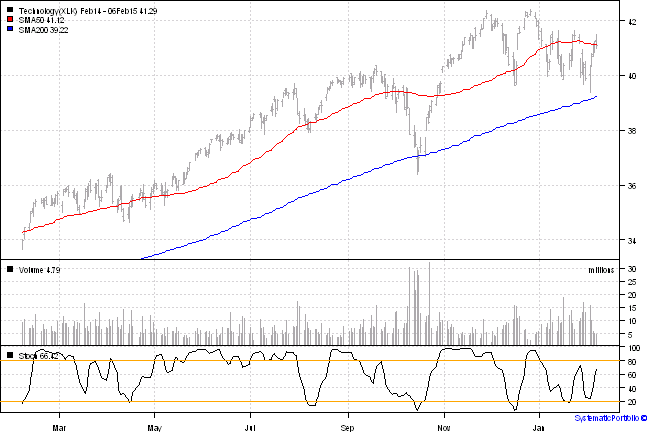 Technology(XLK) Feb14 - 06Feb15 41.29
SMA50 41.12
SMA200 39.22
42
40
38
36
34
Volume 4.79
millions
30
25
20
15
10
5
Stoch 66.42
100
80
60
40
20
Mar
May
Jul
Sep
Nov
Jan
SystematicPortfolio ©